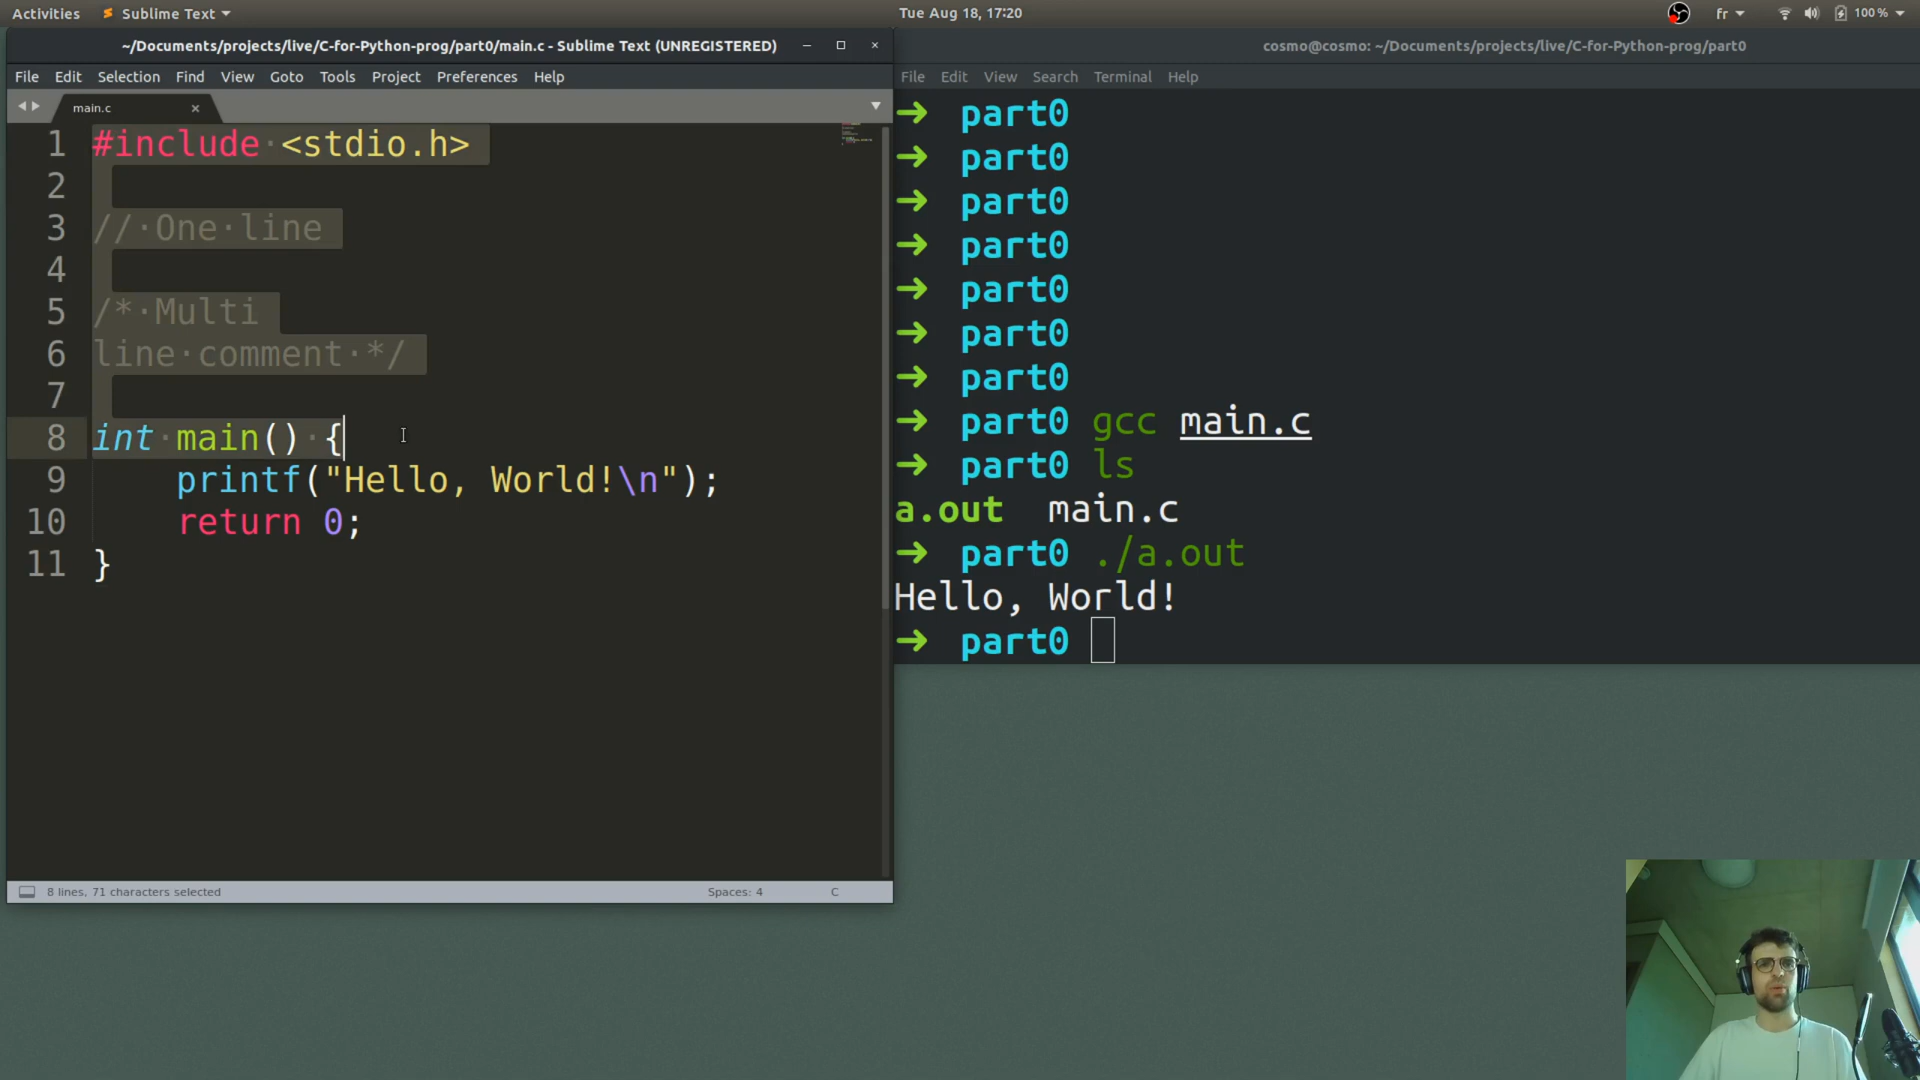 Activities Sublime Text Tue Aug 18, 17:20 fr 100%
~/Documents/projects/live/C-for-Python-prog/part0/main.c - Sublime Text (UNREGISTERED)
File Edit Selection Find View Goto Tools Project Preferences Help
main.c
1 #include <stdio.h>
2
3 // One line
4
5 /* Multi
6 line comment */
7
8 int main() {
9 printf("Hello, World!\n");
10 return 0;
11 }
8 lines, 71 characters selected Spaces: 4 C
cosmo@cosmo: ~/Documents/projects/live/C-for-Python-prog/part0
File Edit View Search Terminal Help
➜ part0
➜ part0
➜ part0
➜ part0
➜ part0
➜ part0
➜ part0
➜ part0 gcc main.c
➜ part0 ls
a.out main.c
➜ part0 ./a.out
Hello, World!
➜ part0